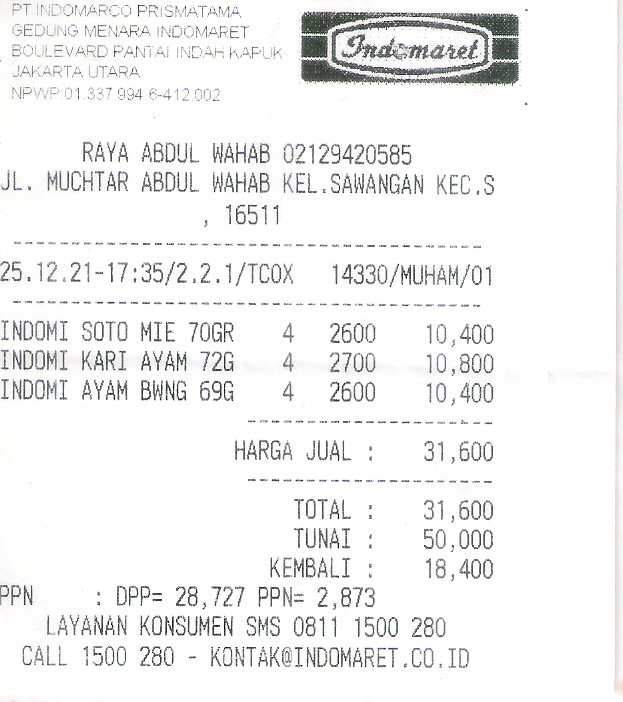 PT.INDOMARCO PRISMATAMA
GEDUNG MENARA INDOMARET
BOULEVARD PANTAI INDAH KAPUK
JAKARTA UTARA
NPWP:01.337.994.6-412.002
Indomaret
RAYA ABDUL WAHAB 02129420585
JL. MUCHTAR ABDUL WAHAB KEL.SAWANGAN KEC.S
, 16511
25.12.21-17:35/2.2.1/TCOX 14330/MUHAM/01
INDOMI SOTO MIE 70GR 4 2600 10,400
INDOMI KARI AYAM 72G 4 2700 10,800
INDOMI AYAM BWNG 69G 4 2600 10,400
HARGA JUAL : 31,600
TOTAL : 31,600
TUNAI : 50,000
KEMBALI : 18,400
PPN : DPP= 28,727 PPN= 2,873
LAYANAN KONSUMEN SMS 0811 1500 280
CALL 1500 280 - KONTAK@INDOMARET.CO.ID